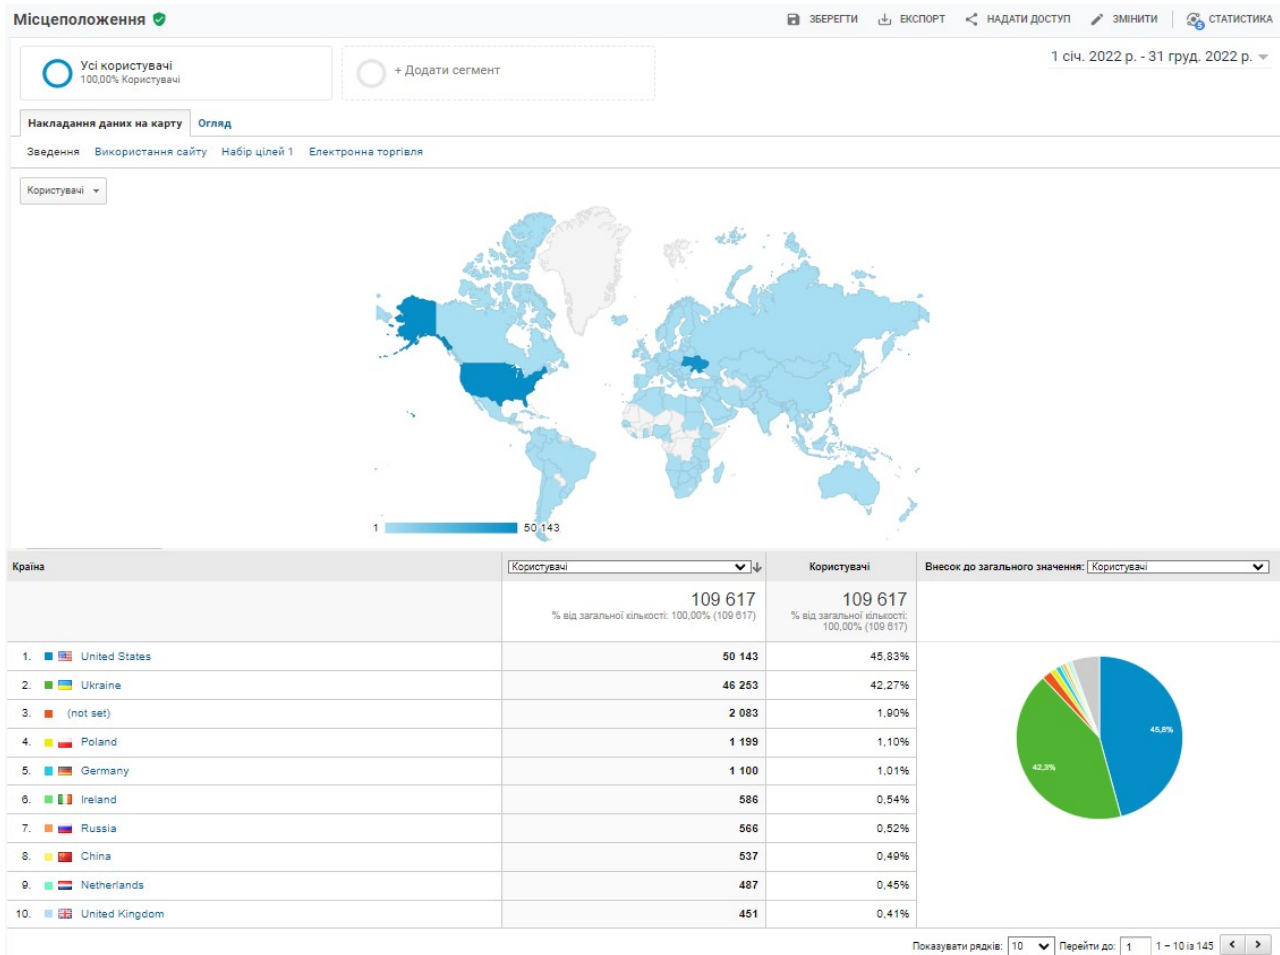 Місцеположення
ЗБЕРЕГТИ ЕКСПОРТ НАДАТИ ДОСТУП ЗМІНИТИ СТАТИСТИКА
Усі користувачі
100,00% Користувачі
+ Додати сегмент
1 січ. 2022 р. - 31 груд. 2022 р.
Накладання даних на карту Огляд
Зведення Використання сайту Набір цілей 1 Електронна торгівля
Користувачі
1 50 143
Країна Користувачі Користувачі Внесок до загального значення: Користувачі
109 617 109 617
% від загальної кількості: 100,00% (109 617) % від загальної кількості:
100,00% (109 617)
1. United States 50 143 45,83%
2. Ukraine 46 253 42,27%
3. (not set) 2 083 1,90%
4. Poland 1 199 1,10%
5. Germany 1 100 1,01%
6. Ireland 586 0,54%
7. Russia 566 0,52%
8. China 537 0,49%
9. Netherlands 487 0,45%
10. United Kingdom 451 0,41%
45,8%
42,3%
Показувати рядків: 10 Перейти до: 1 1 – 10 із 145